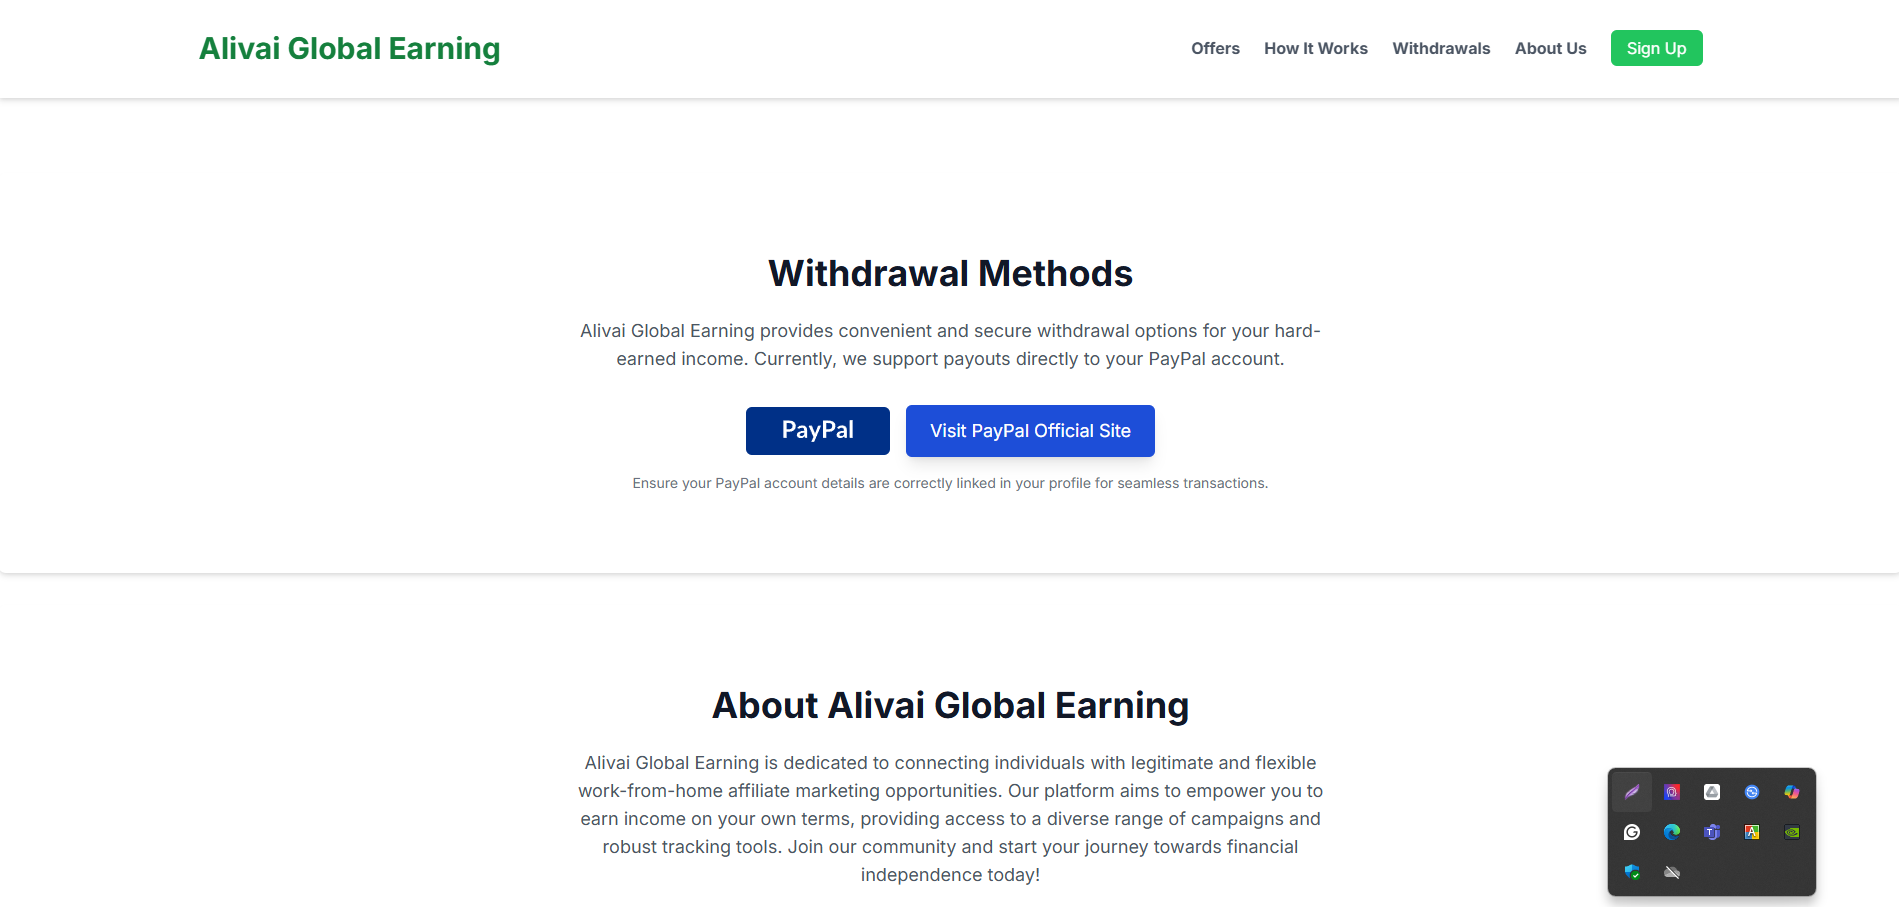 Alivai Global Earning
Offers
How It Works
Withdrawals
About Us
Sign Up
Withdrawal Methods
Alivai Global Earning provides convenient and secure withdrawal options for your hard-
earned income. Currently, we support payouts directly to your PayPal account.
PayPal
Visit PayPal Official Site
Ensure your PayPal account details are correctly linked in your profile for seamless transactions.
About Alivai Global Earning
Alivai Global Earning is dedicated to connecting individuals with legitimate and flexible
work-from-home affiliate marketing opportunities. Our platform aims to empower you to
earn income on your own terms, providing access to a diverse range of campaigns and
robust tracking tools. Join our community and start your journey towards financial
independence today!